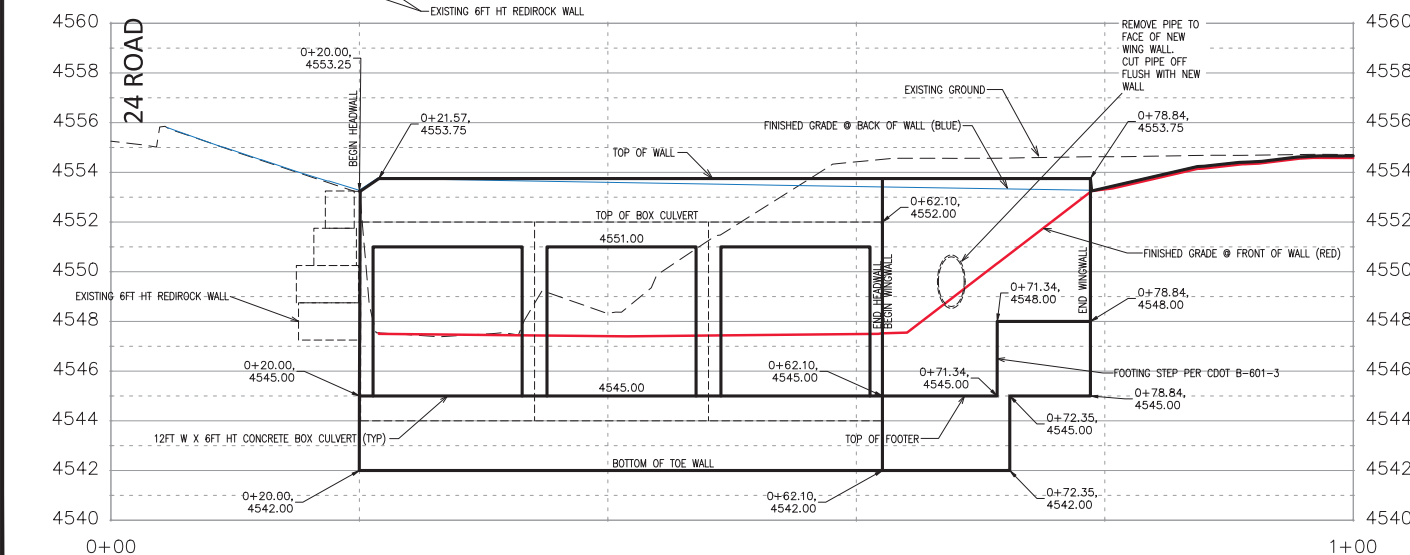 EXISTING 6FT HT REDIROCK WALL
4560
4560
24 ROAD
REMOVE PIPE TO
FACE OF NEW
WING WALL.
CUT PIPE OFF
FLUSH WITH NEW
WALL
0+20.00,
4553.25
4558
4558
BEGIN HEADWALL
EXISTING GROUND
4556
4556
0+21.57,
4553.75
FINISHED GRADE @ BACK OF WALL (BLUE)
0+78.84,
4553.75
TOP OF WALL
4554
4554
TOP OF BOX CULVERT
0+62.10,
4552.00
4552
4552
4551.00
FINISHED GRADE @ FRONT OF WALL (RED)
4550
4550
END HEADWALL
BEGIN WINGWALL
END WINGWALL
EXISTING 6FT HT REDIROCK WALL
0+71.34,
4548.00
0+78.84,
4548.00
4548
4548
0+20.00,
4545.00
4545.00
0+62.10,
4545.00
0+71.34,
4545.00
FOOTING STEP PER CDOT B-601-3
4546
4546
0+78.84,
4545.00
0+72.35,
4545.00
4544
4544
12FT W X 6FT HT CONCRETE BOX CULVERT (TYP)
TOP OF FOOTER
BOTTOM OF TOE WALL
4542
4542
0+20.00,
4542.00
0+62.10,
4542.00
0+72.35,
4542.00
4540
4540
0+00
1+00